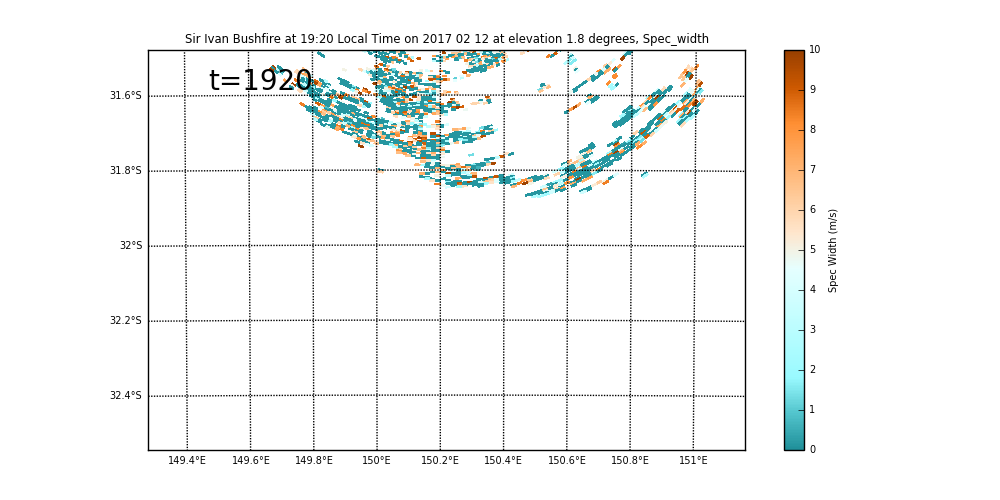 Sir Ivan Bushfire at 19:20 Local Time on 2017 02 12 at elevation 1.8 degrees, Spec_width
t=1920
31.6°S
31.8°S
32°S
32.2°S
32.4°S
149.4°E 149.6°E 149.8°E 150°E 150.2°E 150.4°E 150.6°E 150.8°E 151°E
10
9
8
7
6
5
4
3
2
1
0
Spec Width (m/s)